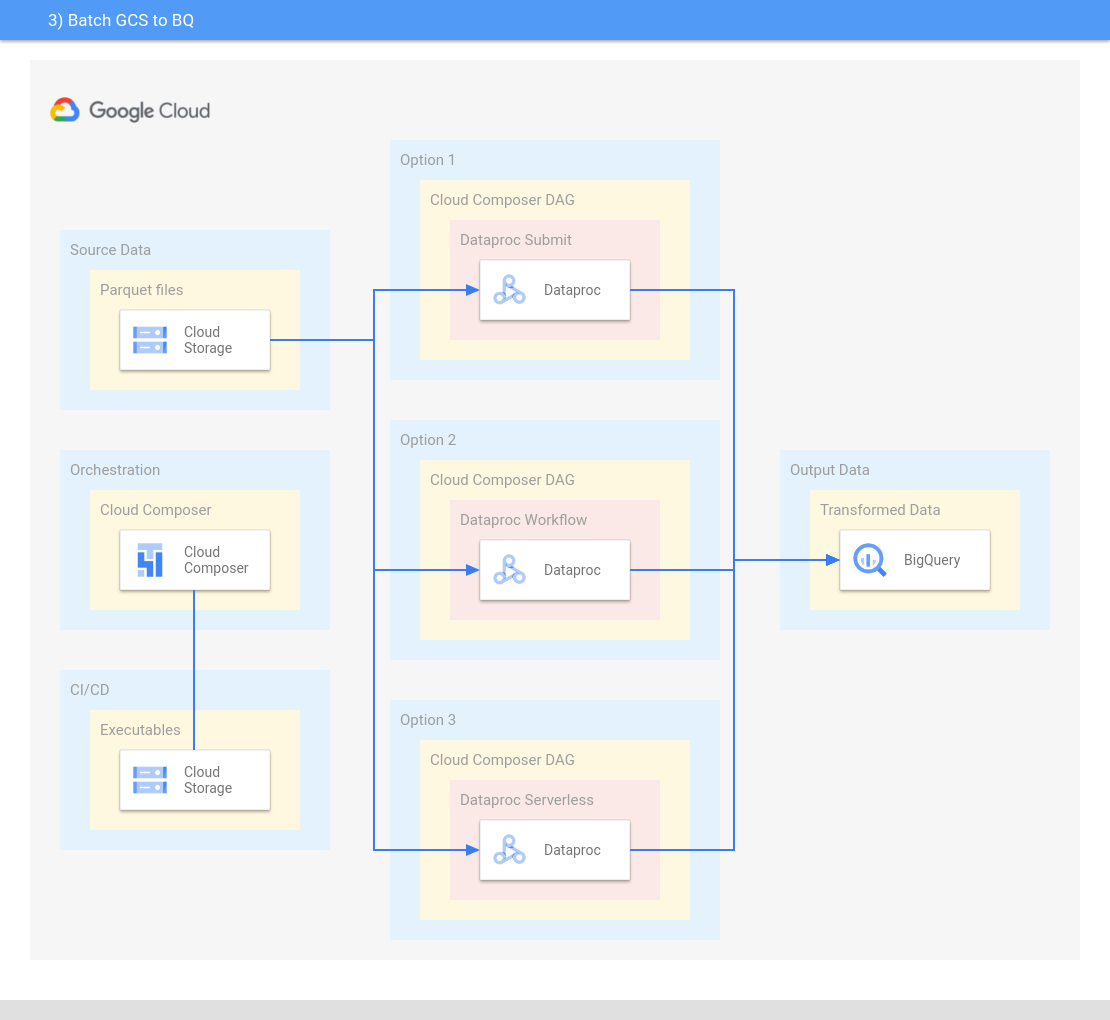 3) Batch GCS to BQ
Google Cloud
Source Data
Parquet files
Cloud
Storage
Orchestration
Cloud Composer
Cloud
Composer
CI/CD
Executables
Cloud
Storage
Option 1
Cloud Composer DAG
Dataproc Submit
Dataproc
Option 2
Cloud Composer DAG
Dataproc Workflow
Dataproc
Option 3
Cloud Composer DAG
Dataproc Serverless
Dataproc
Output Data
Transformed Data
BigQuery